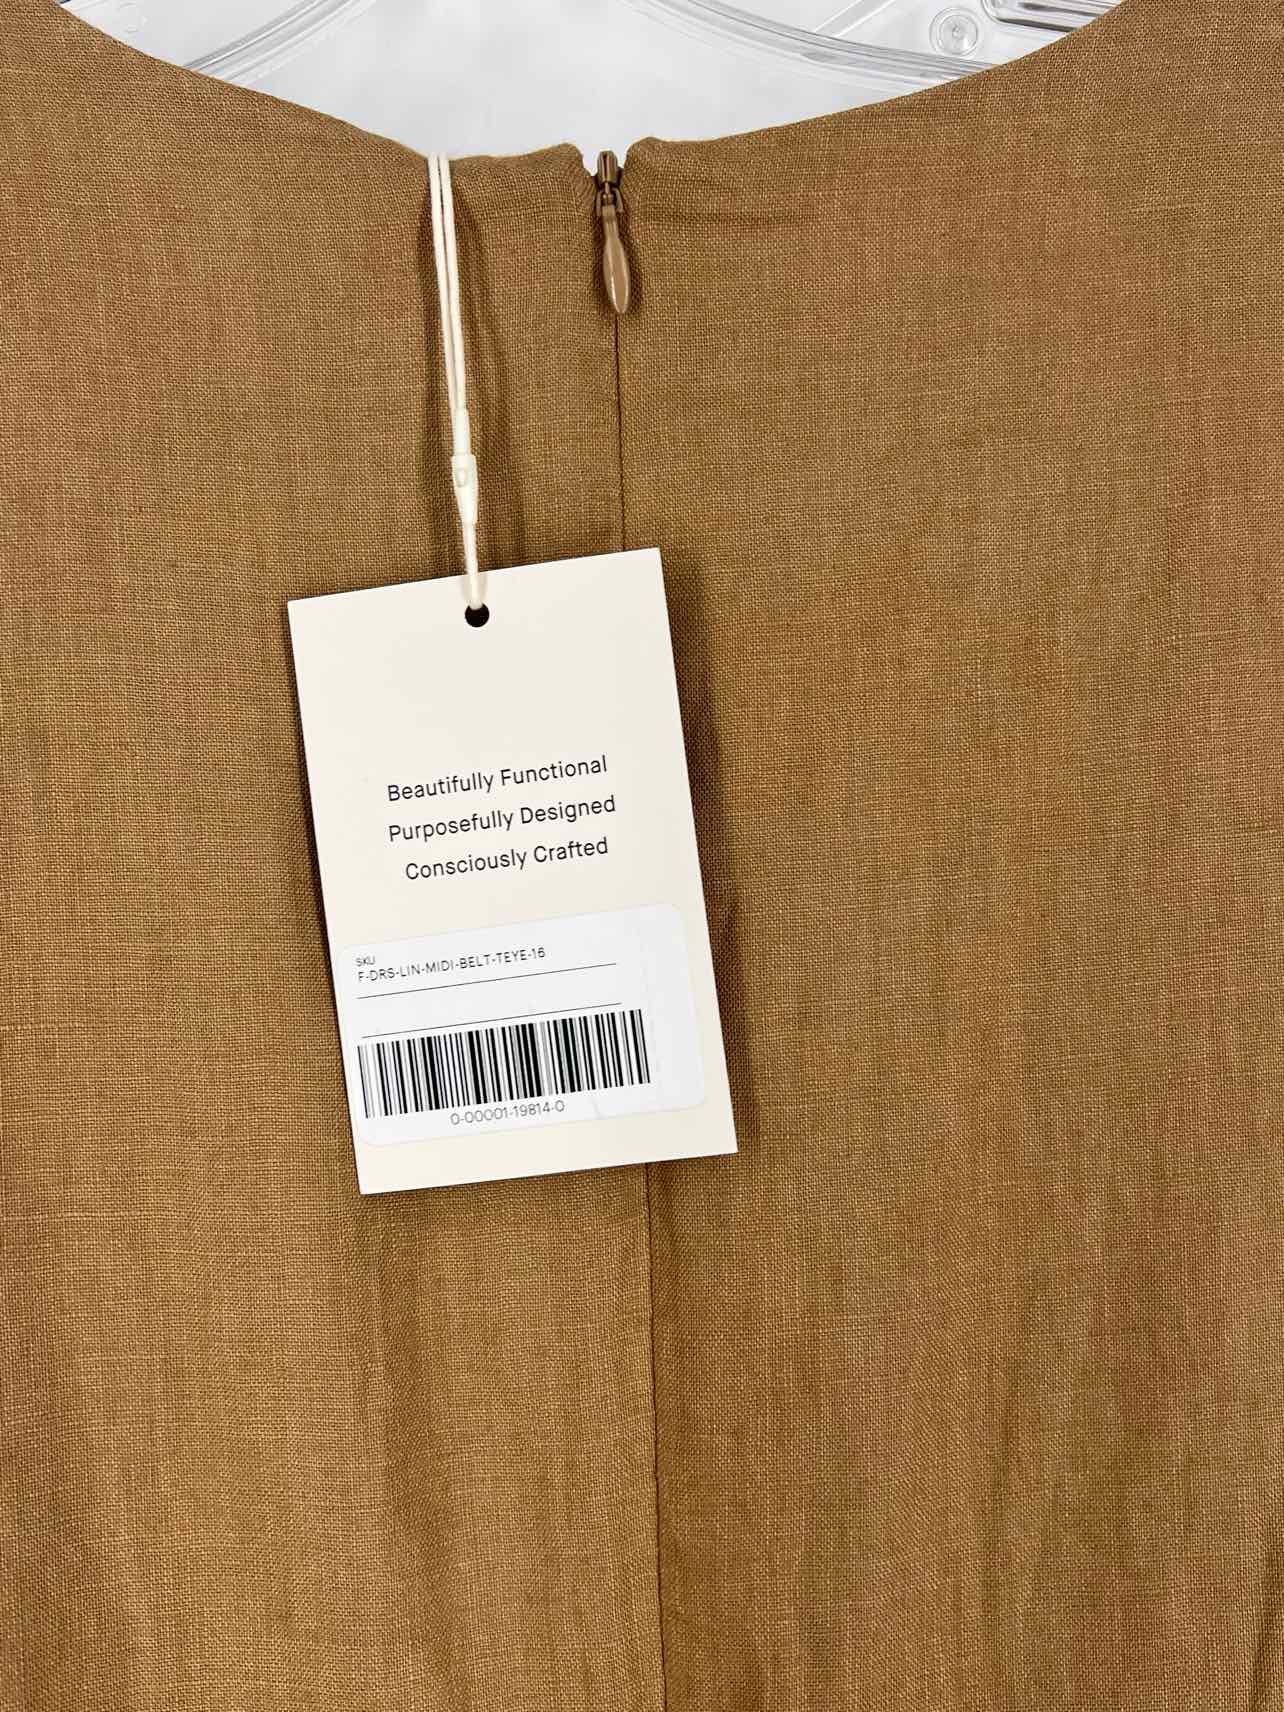 Beautifully Functional
Purposefully Designed
Consciously Crafted
SKU
F-DRS-LIN-MIDI-BELT-TEYE-16
0-00001-19814-0